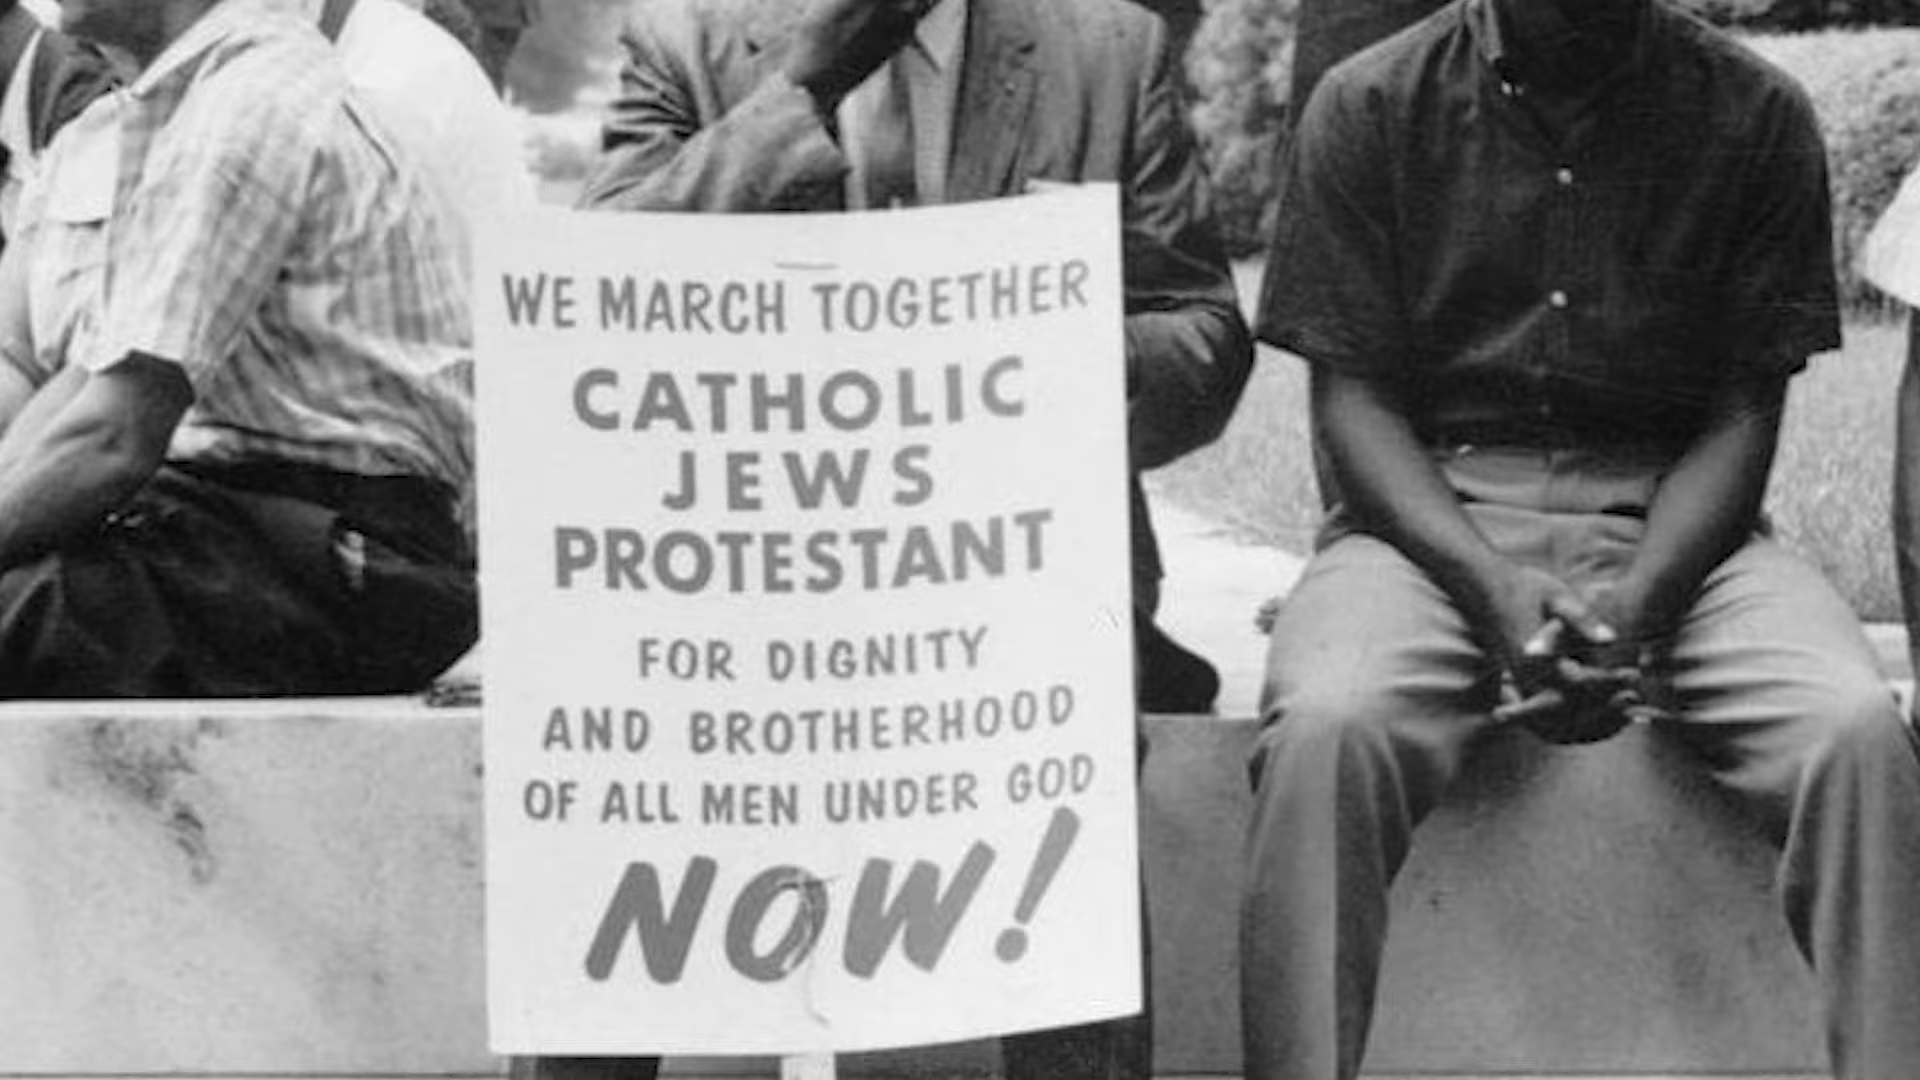 WE MARCH TOGETHER
CATHOLIC
JEWS
PROTESTANT
FOR DIGNITY
AND BROTHERHOOD
OF ALL MEN UNDER GOD
NOW!